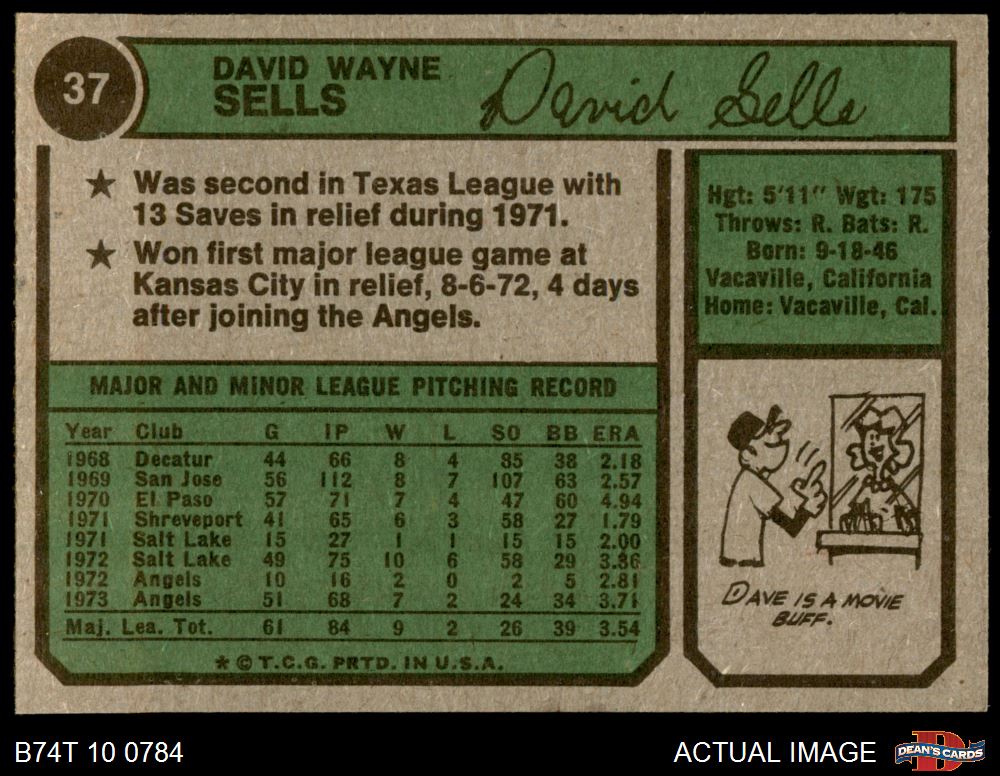 37
DAVID WAYNE
SELLS
David Sells
★ Was second in Texas League with
13 Saves in relief during 1971.
★ Won first major league game at
Kansas City in relief, 8-6-72, 4 days
after joining the Angels.
Hgt: 5'11" Wgt: 175
Throws: R. Bats: R.
Born: 9-18-46
Vacaville, California
Home: Vacaville, Cal.
MAJOR AND MINOR LEAGUE PITCHING RECORD
Year Club G IP W L SO BB ERA
1968 Decatur 44 66 8 4 85 38 2.18
1969 San Jose 56 112 8 7 107 63 2.57
1970 El Paso 57 71 7 4 47 60 4.94
1971 Shreveport 41 65 6 3 58 27 1.79
1971 Salt Lake 15 27 1 1 15 15 2.00
1972 Salt Lake 49 75 10 6 58 29 3.36
1972 Angels 10 16 2 0 2 5 2.81
1973 Angels 51 68 7 2 24 34 3.71
Maj. Lea. Tot. 61 84 9 2 26 39 3.54
* © T.C.G. PRTD. IN U.S.A.
DAVE IS A MOVIE
BUFF.
B74T 10 0784
ACTUAL IMAGE
DEAN'S CARDS